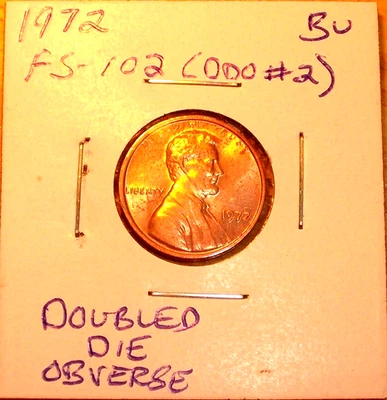 1972 BU
FS-102 (DDO #2)
LIBERTY
1972
DOUBLED
DIE
OBVERSE